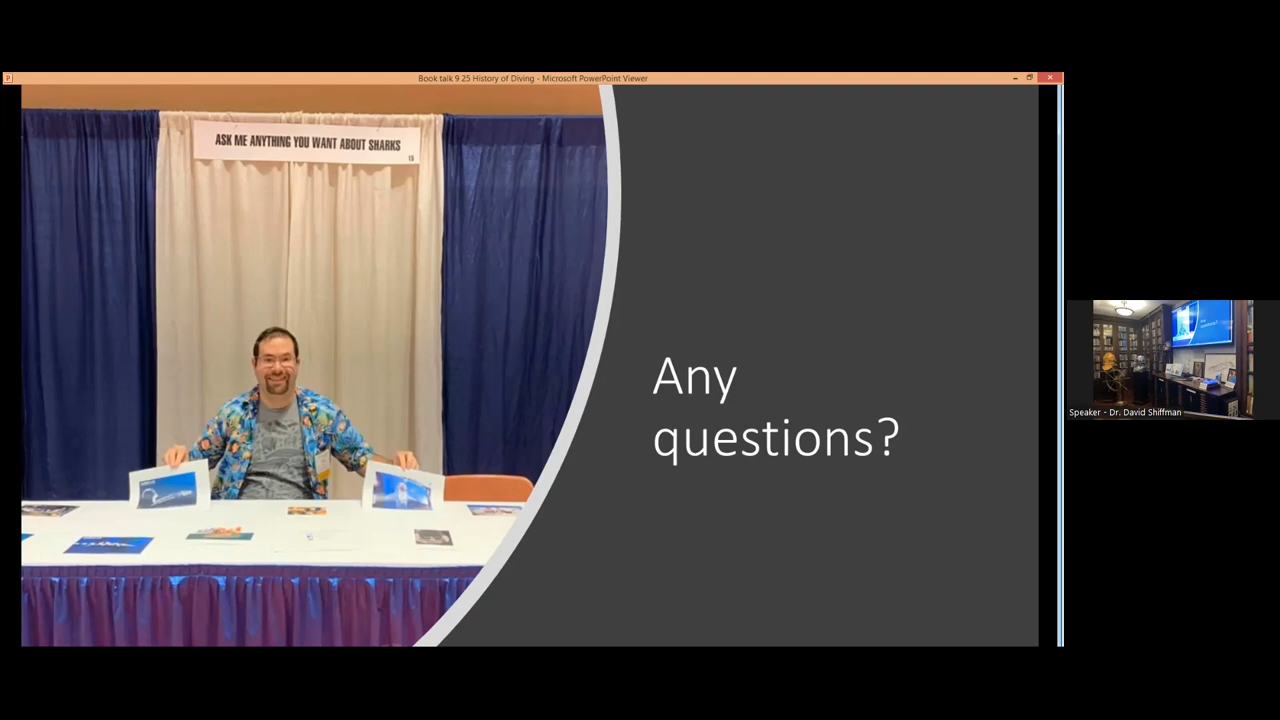 Book talk 9 25 History of Diving - Microsoft PowerPoint Viewer
ASK ME ANYTHING YOU WANT ABOUT SHARKS
Any
questions?
Speaker - Dr. David Shiffman